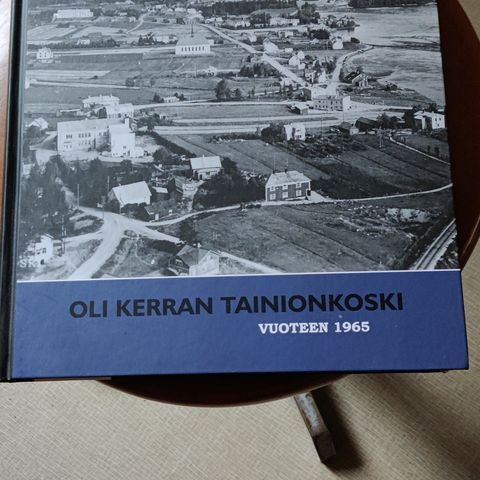 OLI KERRAN TAINIONKOSKI
VUOTEEN 1965